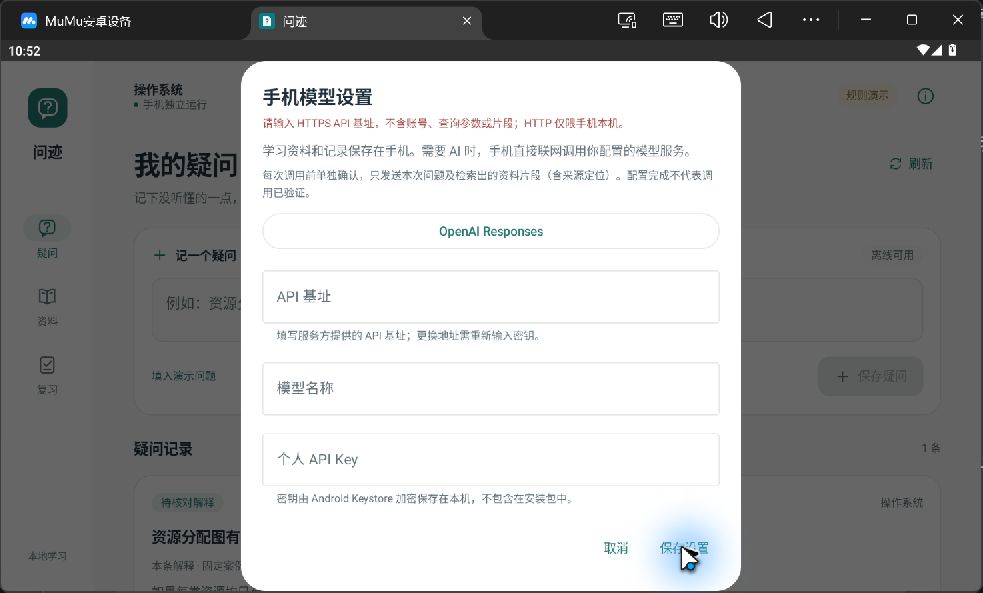 MuMu安卓设备
问迹
10:52
操作系统
手机独立运行
规则演示
问迹
我的疑问
刷新
记下没听懂的一点，
疑问
记一个疑问
离线可用
例如：资源分
资料
填入演示问题
保存疑问
复习
疑问记录
1 条
待核对解释
操作系统
资源分配图有
本地学习
本条解释 · 固定案例
手机模型设置
请输入 HTTPS API 基址，不含账号、查询参数或片段；HTTP 仅限手机本机。
学习资料和记录保存在手机。需要 AI 时，手机直接联网调用你配置的模型服务。
每次调用前单独确认，只发送本次问题及检索出的资料片段（含来源定位）。配置完成不代表调
用已验证。
OpenAI Responses
API 基址
填写服务方提供的 API 基址；更换地址需重新输入密钥。
模型名称
个人 API Key
密钥由 Android Keystore 加密保存在本机，不包含在安装包中。
取消
保存设置